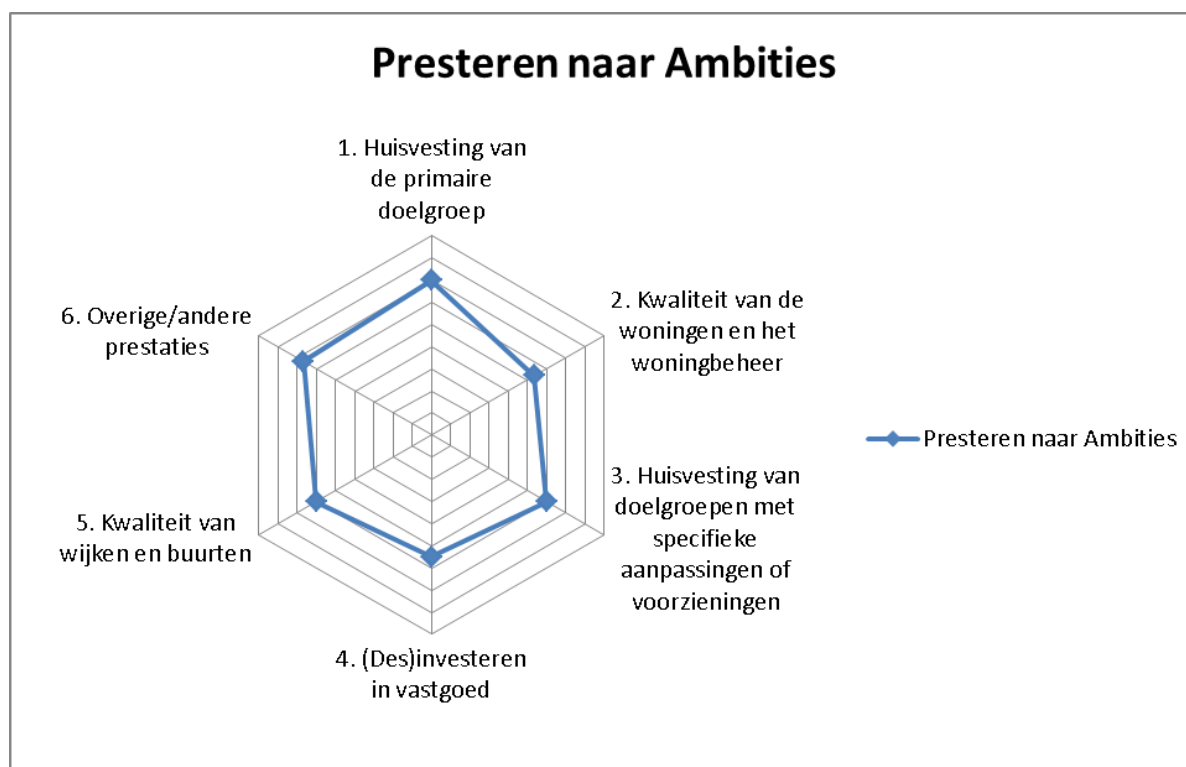 Presteren naar Ambities
1. Huisvesting van
de primaire
doelgroep
2. Kwaliteit van de
woningen en het
woningbeheer
3. Huisvesting van
doelgroepen met
specifieke
aanpassingen of
voorzieningen
4. (Des)investeren
in vastgoed
5. Kwaliteit van
wijken en buurten
6. Overige/andere
prestaties
Presteren naar Ambities